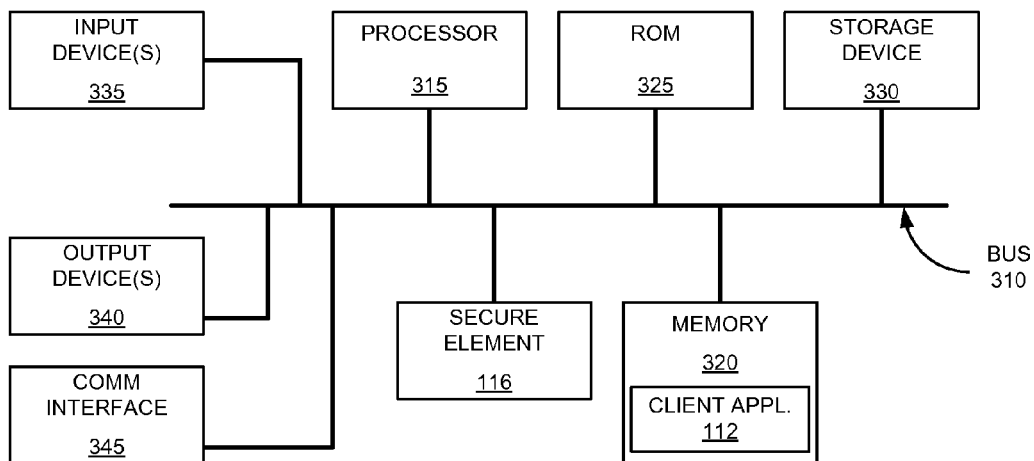 INPUT
DEVICE(S)
335
PROCESSOR
315
ROM
325
STORAGE
DEVICE
330
OUTPUT
DEVICE(S)
340
BUS
310
SECURE
ELEMENT
116
MEMORY
320
CLIENT APPL.
112
COMM
INTERFACE
345